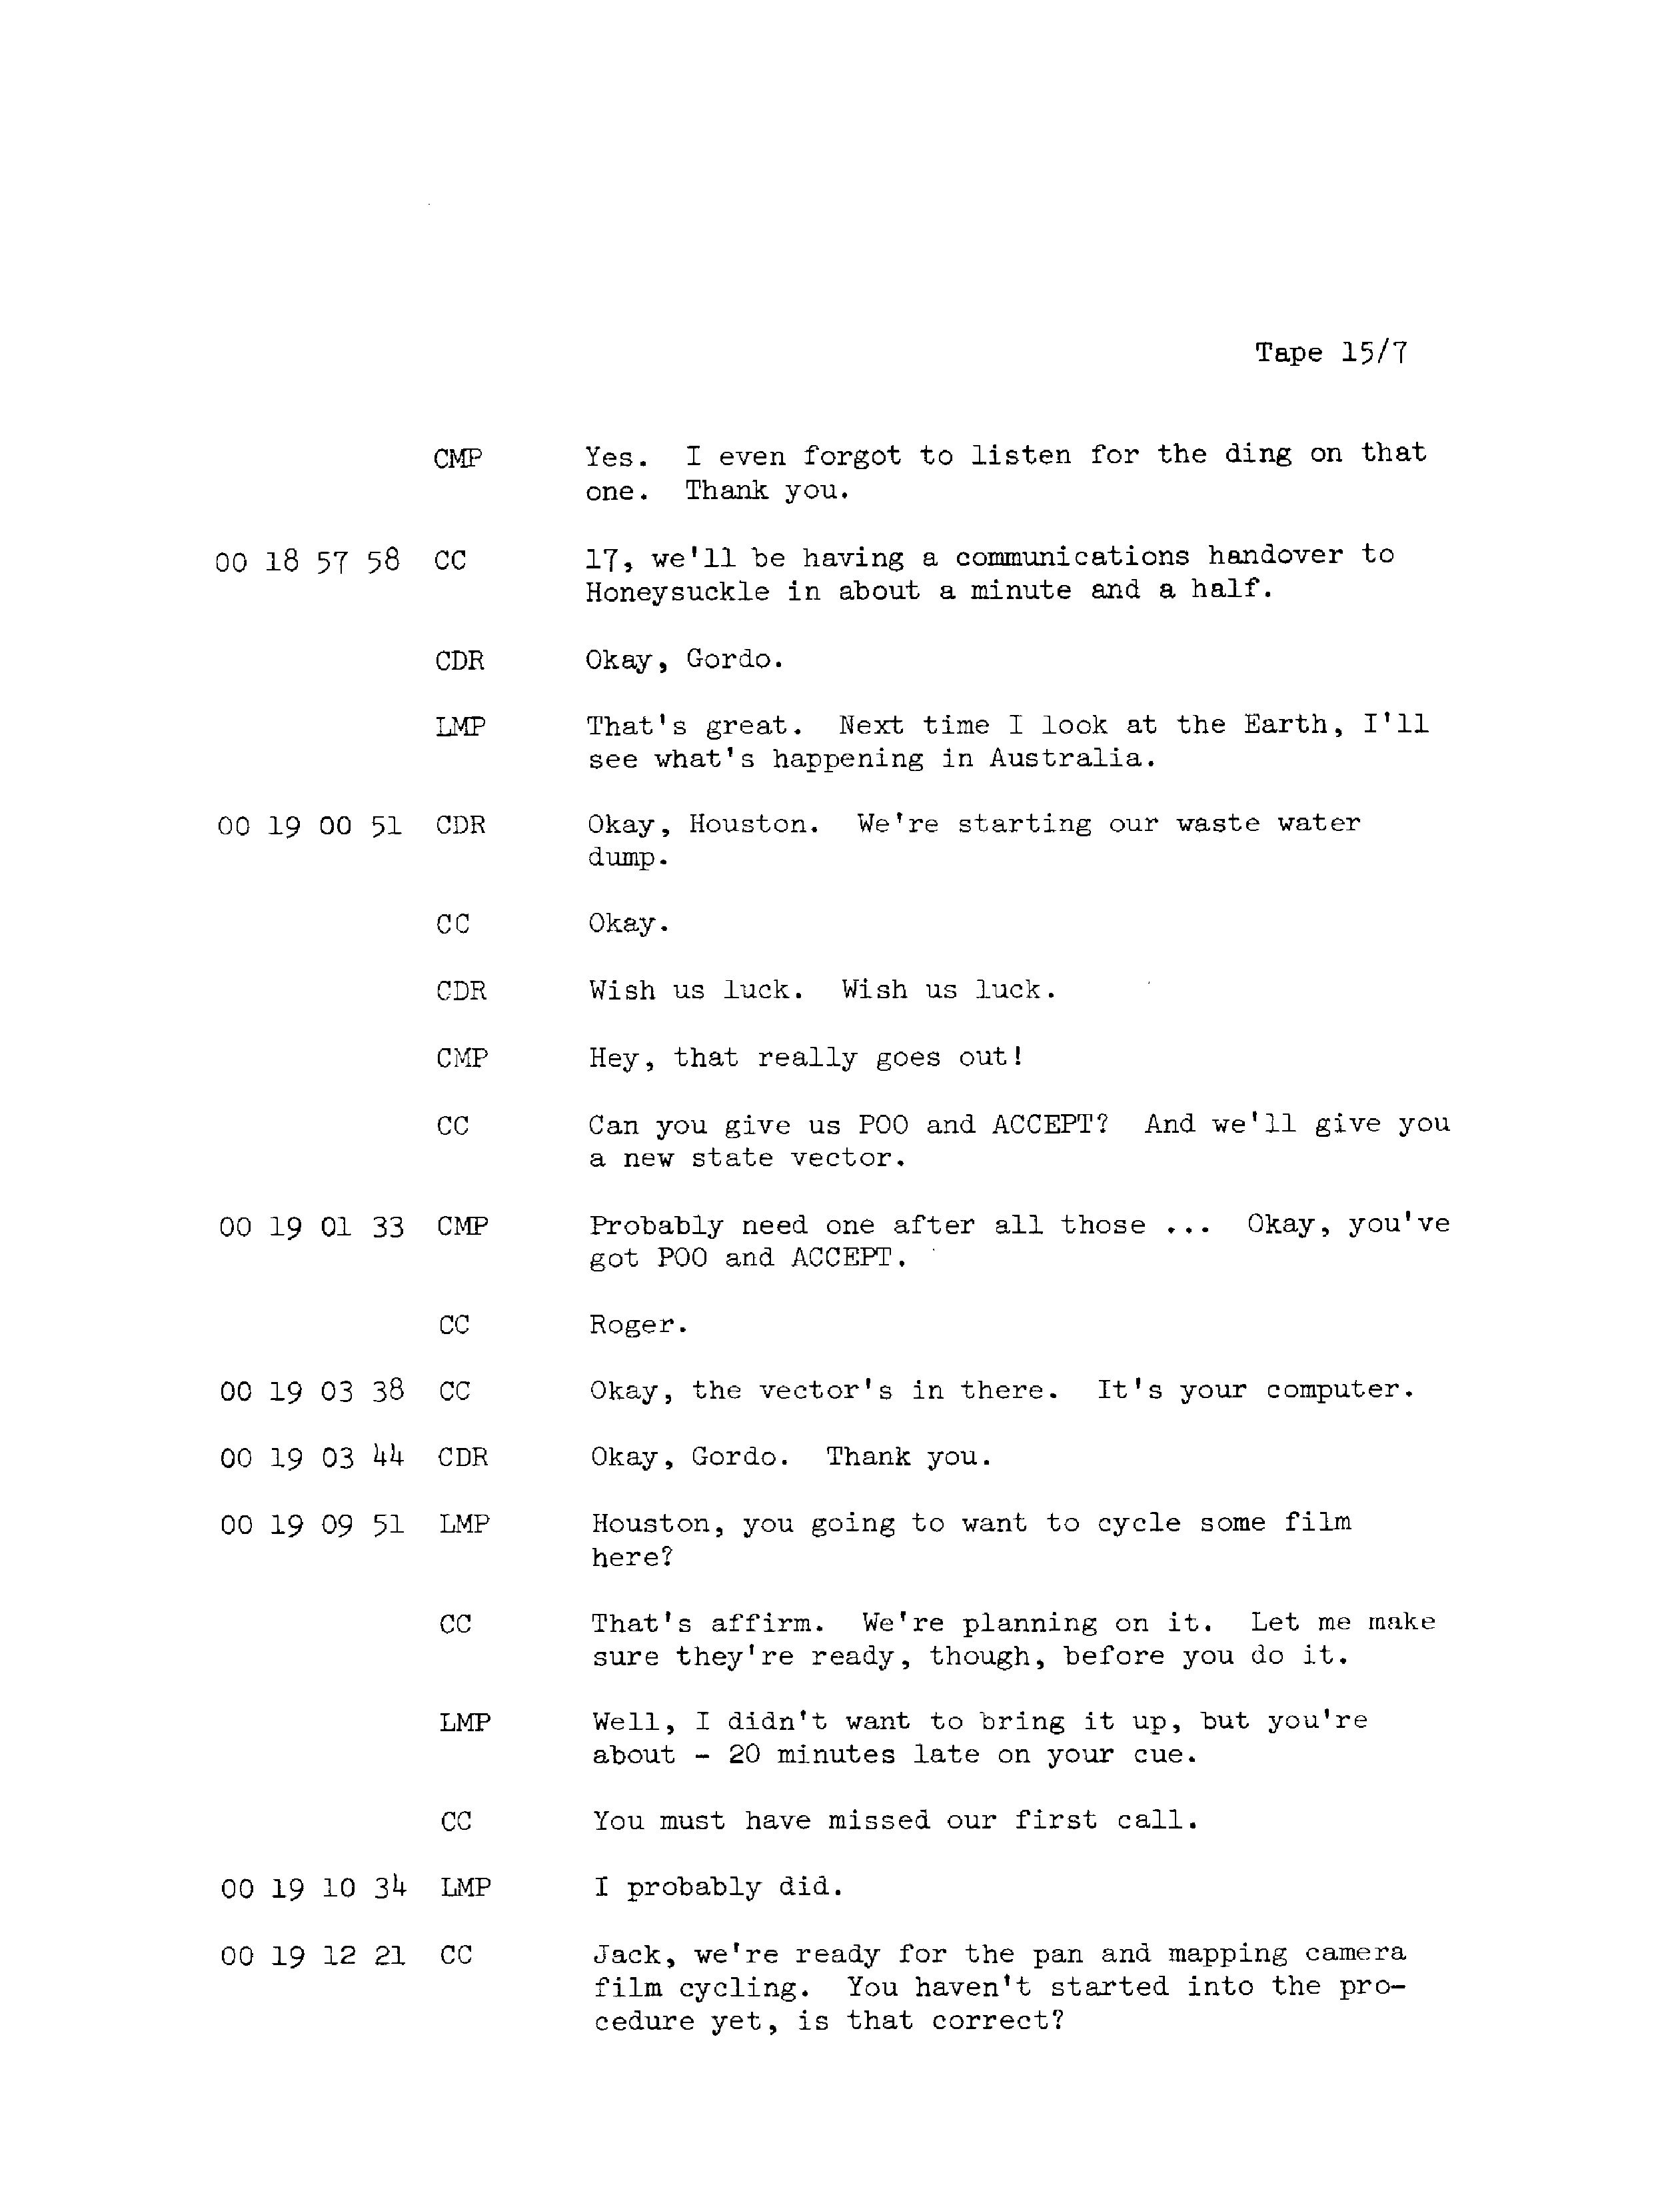 Tape 15/7
CMP Yes. I even forgot to listen for the ding on that
one. Thank you.
00 18 57 58 CC 17, we'll be having a communications handover to
Honeysuckle in about a minute and a half.
CDR Okay, Gordo.
LMP That's great. Next time I look at the Earth, I'll
see what's happening in Australia.
00 19 00 51 CDR Okay, Houston. We're starting our waste water
dump.
CC Okay.
CDR Wish us luck. Wish us luck.
CMP Hey, that really goes out!
CC Can you give us POO and ACCEPT? And we'll give you
a new state vector.
00 19 01 33 CMP Probably need one after all those ... Okay, you've
got POO and ACCEPT.
CC Roger.
00 19 03 38 CC Okay, the vector's in there. It's your computer.
00 19 03 44 CDR Okay, Gordo. Thank you.
00 19 09 51 LMP Houston, you going to want to cycle some film
here?
CC That's affirm. We're planning on it. Let me make
sure they're ready, though, before you do it.
LMP Well, I didn't want to bring it up, but you're
about - 20 minutes late on your cue.
CC You must have missed our first call.
00 19 10 34 LMP I probably did.
00 19 12 21 CC Jack, we're ready for the pan and mapping camera
film cycling. You haven't started into the pro-
cedure yet, is that correct?